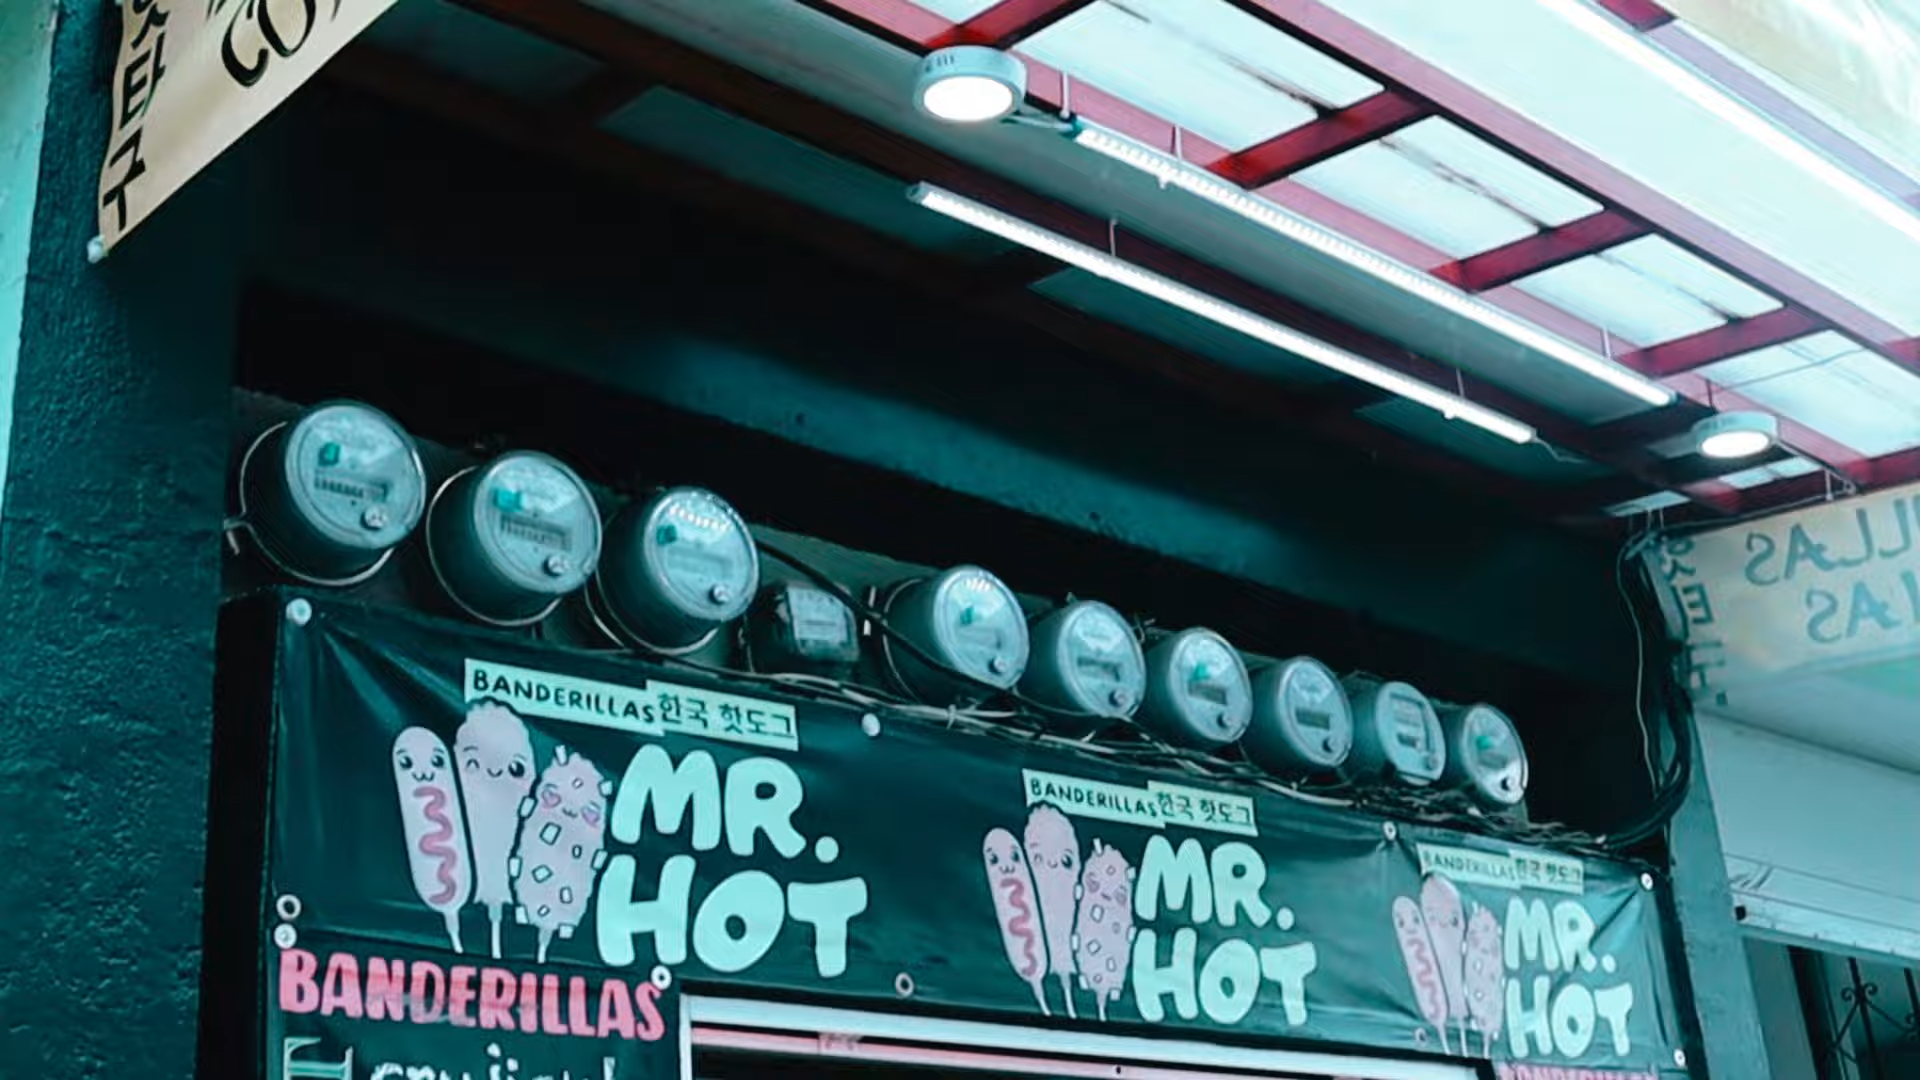 BANDERILLAS 한국 핫도그
MR.
HOT
BANDERILLAS 한국 핫도그
MR.
HOT
BANDERILLAS 한국 핫도그
MR.
HOT
BANDERILLAS
BANDERILLAS